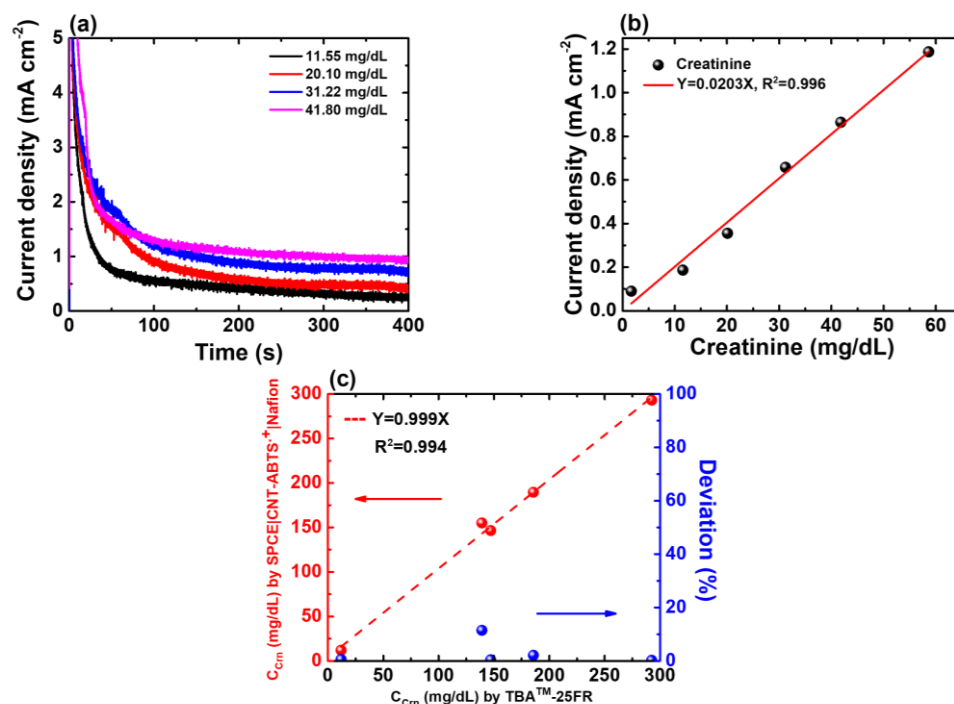 (a)
Current density (mA cm-2)
5
4
3
2
1
0
11.55 mg/dL
20.10 mg/dL
31.22 mg/dL
41.80 mg/dL
0 100 200 300 400
Time (s)
(b)
Current density (mA cm-2)
1.2
1.0
0.8
0.6
0.4
0.2
0.0
Creatinine
Y=0.0203X, R2=0.996
0 10 20 30 40 50 60
Creatinine (mg/dL)
(c)
CCrn (mg/dL) by SPCE|CNT-ABTS·+|Nafion
300
250
200
150
100
50
0
Y=0.999X
R2=0.994
100
80
60
40
20
0
Deviation (%)
0 50 100 150 200 250 300
CCrn (mg/dL) by TBATM-25FR